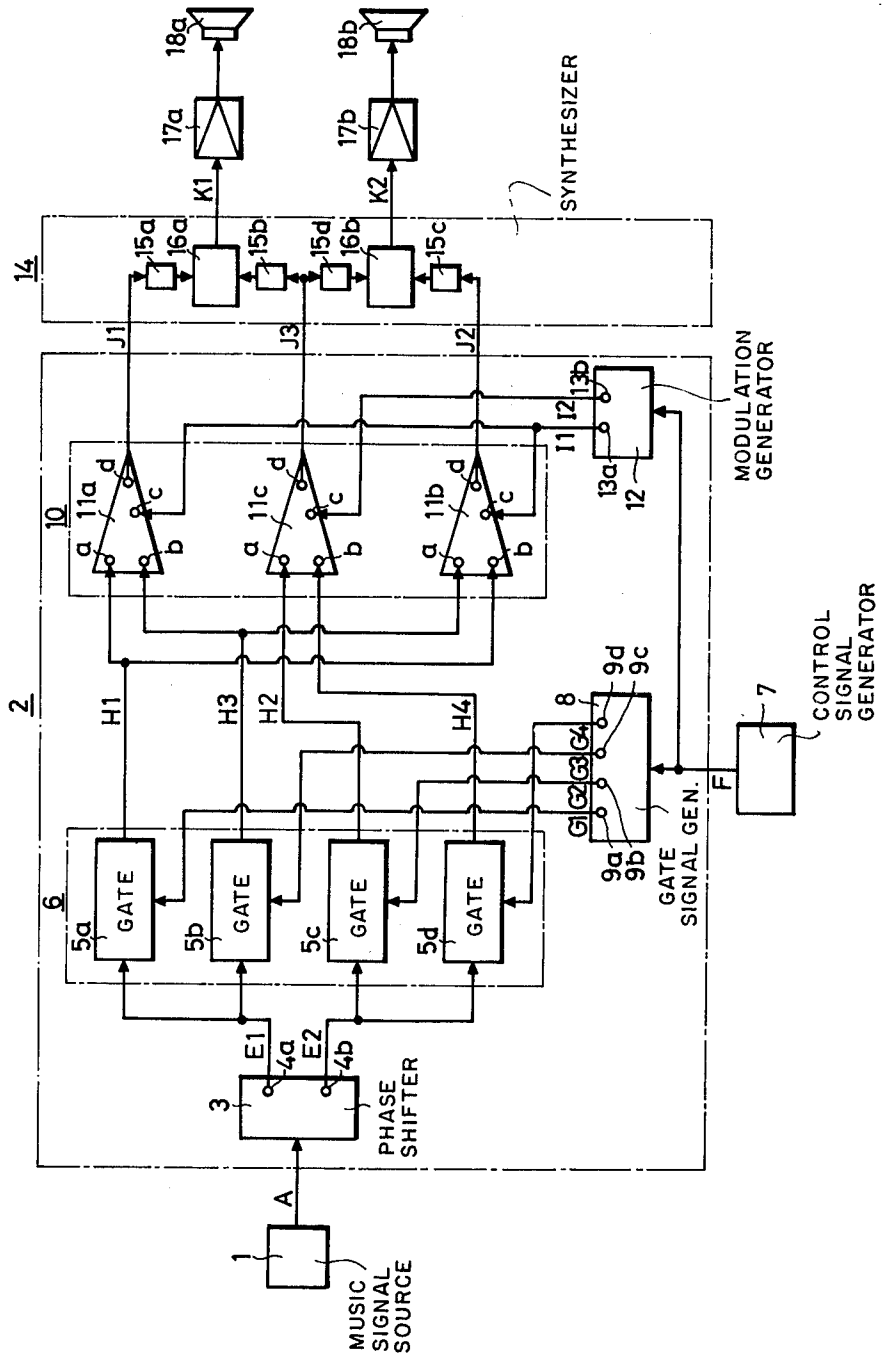 18a
18b
17a
17b
K1
K2
SYNTHESIZER
14
15a
16a
15b
15d
16b
15c
J1
J3
J2
MODULATION
GENERATOR
10
11a
a
b
c
d
11c
a
b
c
d
11b
a
b
c
d
I1
I2
13a
13b
12
2
H1
H3
H2
H4
8
9d
9c
G1
G2
G3
G4
9a
9b
GATE
SIGNAL GEN.
F
7
CONTROL
SIGNAL
GENERATOR
6
5a
GATE
5b
GATE
5c
GATE
5d
GATE
E1
4a
E2
4b
3
PHASE
SHIFTER
A
1
MUSIC
SIGNAL
SOURCE